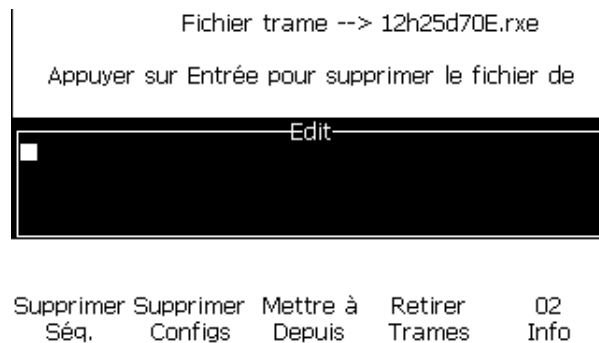 Fichier trame --> 12h25d70E.rxe
Appuyer sur Entrée pour supprimer le fichier de
Edit
Supprimer Supprimer Mettre à Retirer 02
Séq. Configs Depuis Trames Info